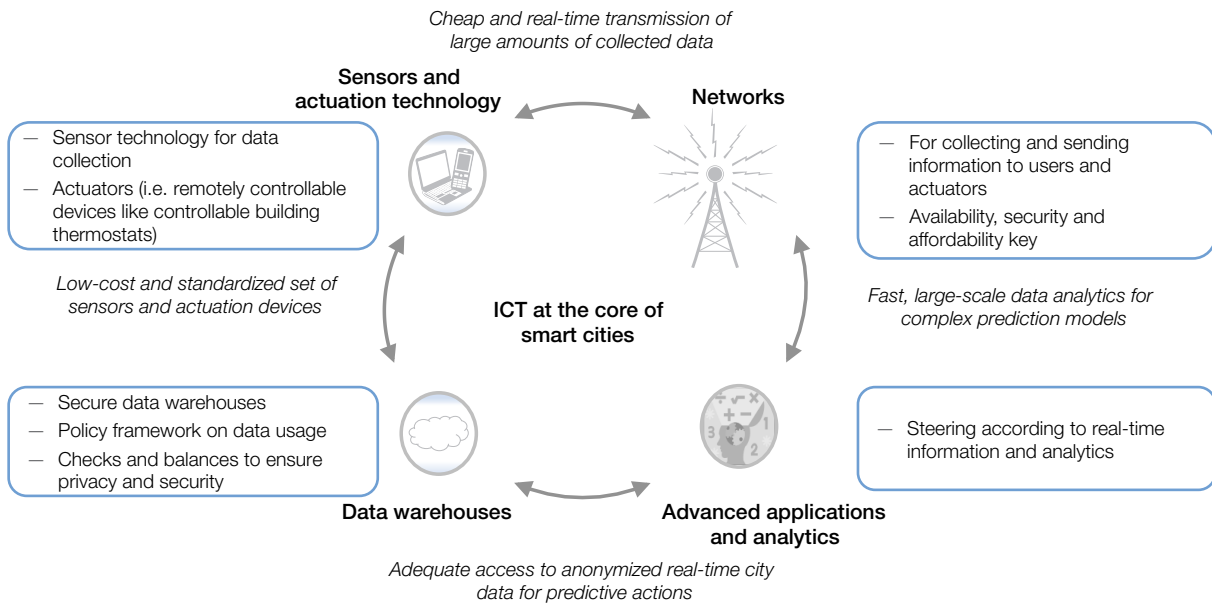 Cheap and real-time transmission of
large amounts of collected data
Sensors and
actuation technology
Networks
— Sensor technology for data
collection
— Actuators (i.e. remotely controllable
devices like controllable building
thermostats)
— For collecting and sending
information to users and
actuators
— Availability, security and
affordability key
Low-cost and standardized set of
sensors and actuation devices
ICT at the core of
smart cities
Fast, large-scale data analytics for
complex prediction models
— Secure data warehouses
— Policy framework on data usage
— Checks and balances to ensure
privacy and security
÷ √ ×
+ −
3 1
2
— Steering according to real-time
information and analytics
Data warehouses
Advanced applications
and analytics
Adequate access to anonymized real-time city
data for predictive actions